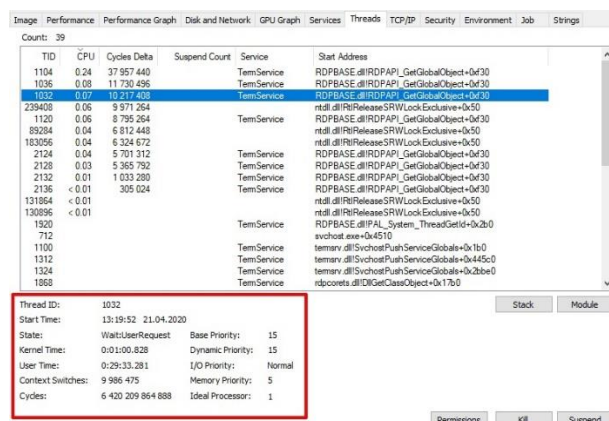 Image Performance Performance Graph Disk and Network GPU Graph Services Threads TCP/IP Security Environment Job Strings
Count: 39
TID CPU Cycles Delta Suspend Count Service Start Address
1104 0.24 37 957 440 TermService RDPBASE.dll!RDPAPI_GetGlobalObject+0xf30
1036 0.08 11 730 496 TermService RDPBASE.dll!RDPAPI_GetGlobalObject+0xf30
1032 0.07 10 217 408 TermService RDPBASE.dll!RDPAPI_GetGlobalObject+0xf30
239408 0.06 9 971 264 ntdll.dll!RtlReleaseSRWLockExclusive+0x50
1120 0.06 8 795 264 TermService RDPBASE.dll!RDPAPI_GetGlobalObject+0xf30
89284 0.04 6 812 448 ntdll.dll!RtlReleaseSRWLockExclusive+0x50
183056 0.04 6 324 672 ntdll.dll!RtlReleaseSRWLockExclusive+0x50
2124 0.04 5 701 312 TermService RDPBASE.dll!RDPAPI_GetGlobalObject+0xf30
2128 0.03 5 365 792 TermService RDPBASE.dll!RDPAPI_GetGlobalObject+0xf30
2132 0.01 1 033 280 TermService RDPBASE.dll!RDPAPI_GetGlobalObject+0xf30
2136 < 0.01 305 024 TermService RDPBASE.dll!RDPAPI_GetGlobalObject+0xf30
131864 < 0.01 ntdll.dll!RtlReleaseSRWLockExclusive+0x50
130896 < 0.01 ntdll.dll!RtlReleaseSRWLockExclusive+0x50
1920 TermService RDPBASE.dll!PAL_System_ThreadGetId+0x2b0
712 svchost.exe+0x4510
1100 TermService termsrv.dll!SvchostPushServiceGlobals+0x1b0
1312 TermService termsrv.dll!SvchostPushServiceGlobals+0x445c0
1324 TermService termsrv.dll!SvchostPushServiceGlobals+0x2bbe0
1868 TermService rdpcorets.dll!DllGetClassObject+0x17b0
Thread ID: 1032 Stack Module
Start Time: 13:19:52 21.04.2020
State: Wait:UserRequest Base Priority: 15
Kernel Time: 0:01:00.828 Dynamic Priority: 15
User Time: 0:29:33.281 I/O Priority: Normal
Context Switches: 9 986 475 Memory Priority: 5
Cycles: 6 420 209 864 888 Ideal Processor: 1
Permissions Kill Suspend